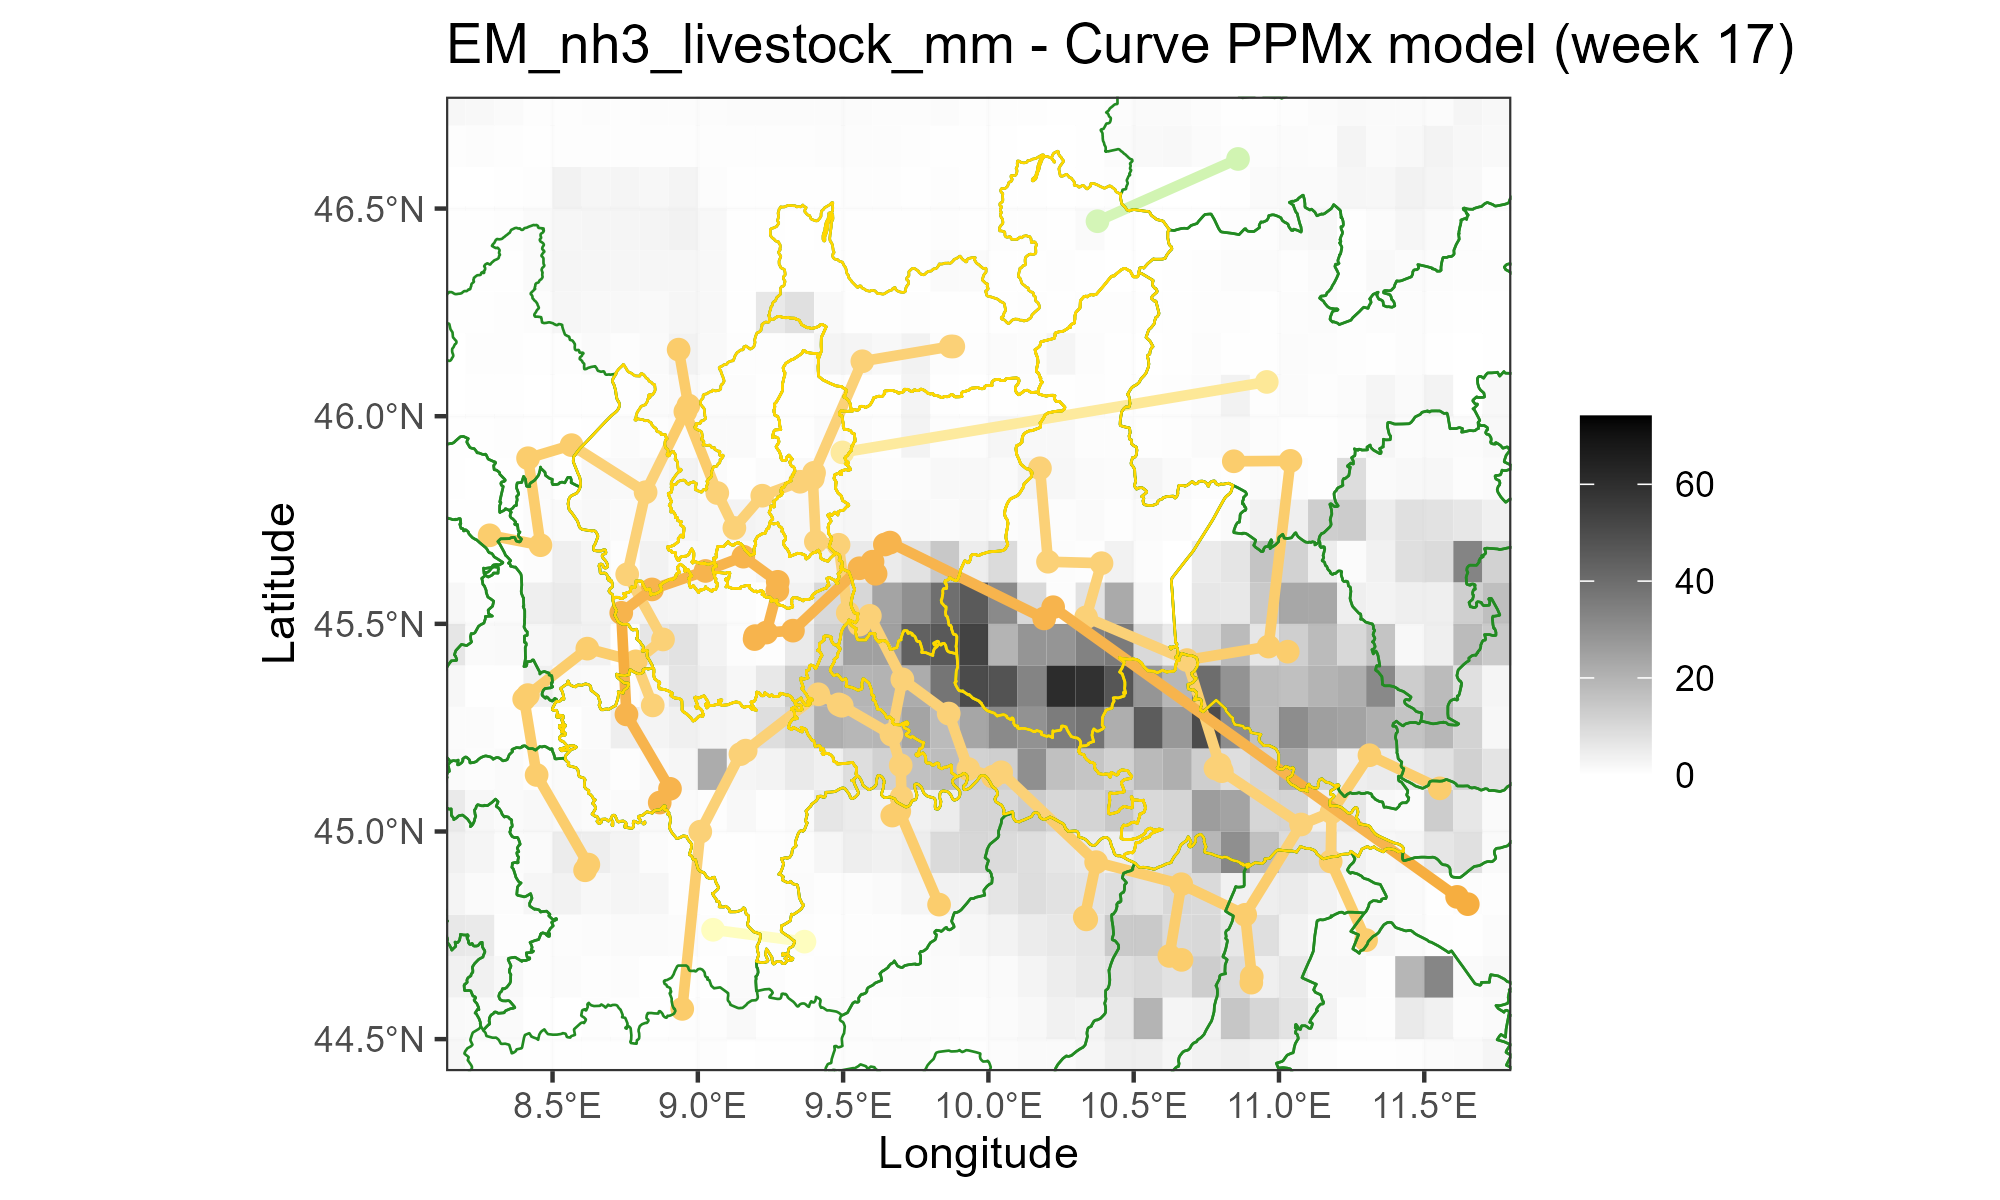 EM_nh3_livestock_mm - Curve PPMx model (week 17)
46.5°N
46.0°N
45.5°N
45.0°N
44.5°N
Latitude
8.5°E 9.0°E 9.5°E 10.0°E 10.5°E 11.0°E 11.5°E
Longitude
60
40
20
0